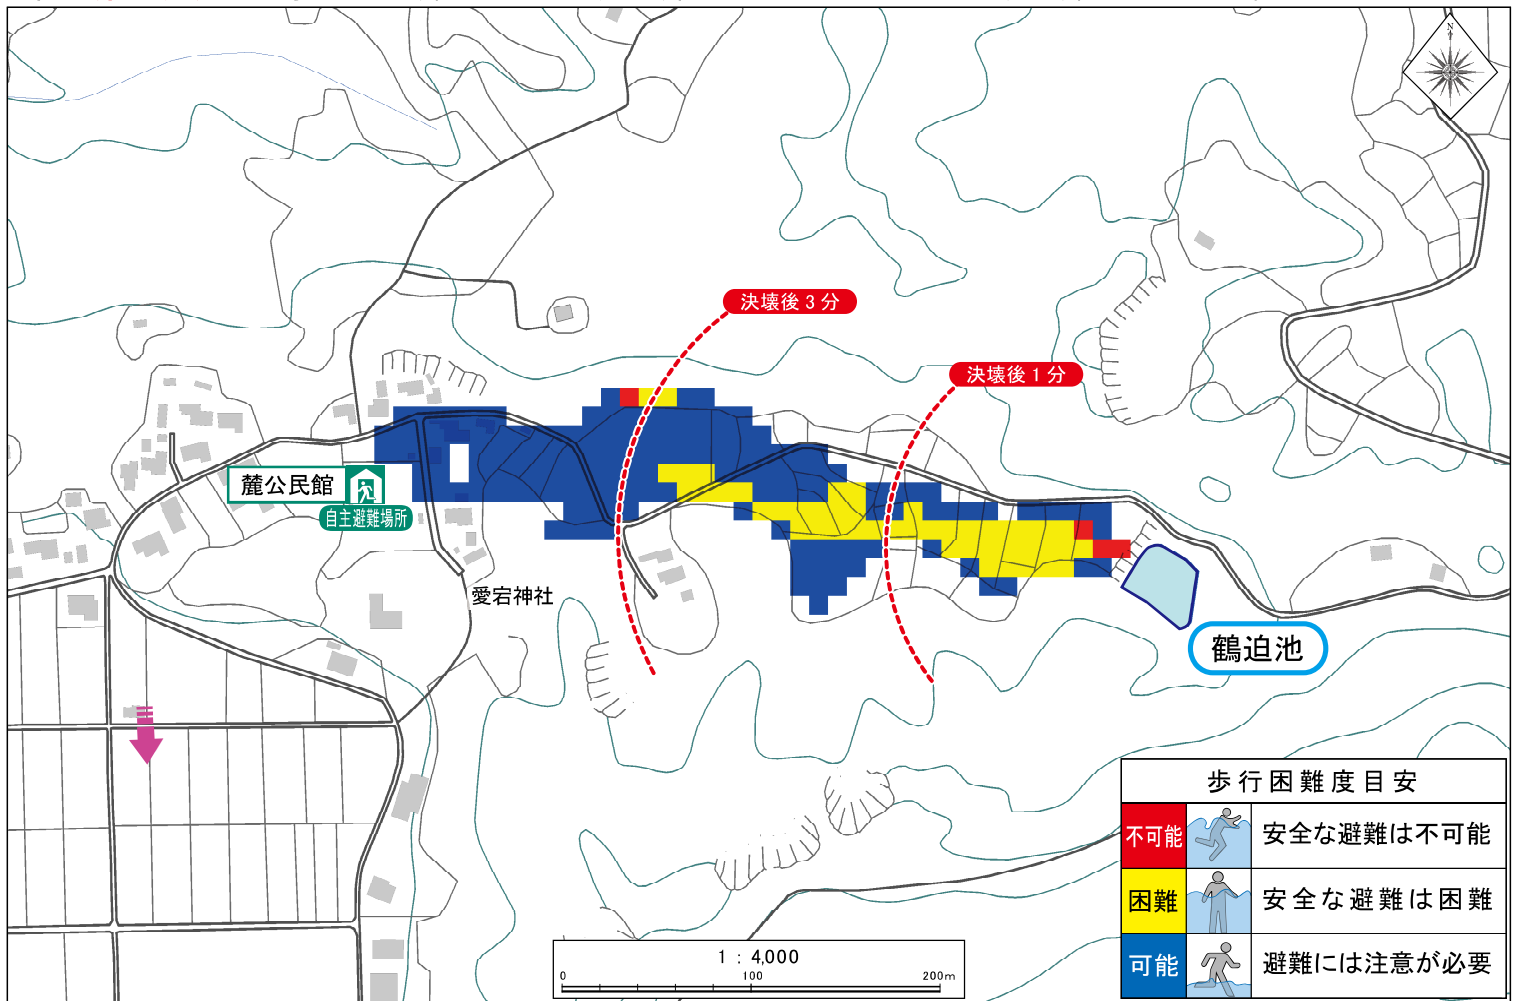 N
決壊後3分
決壊後1分
麓公民館
自主避難場所
愛宕神社
鶴迫池
歩行困難度目安
不可能 安全な避難は不可能
困難 安全な避難は困難
可能 避難には注意が必要
1：4,000
0 100 200m